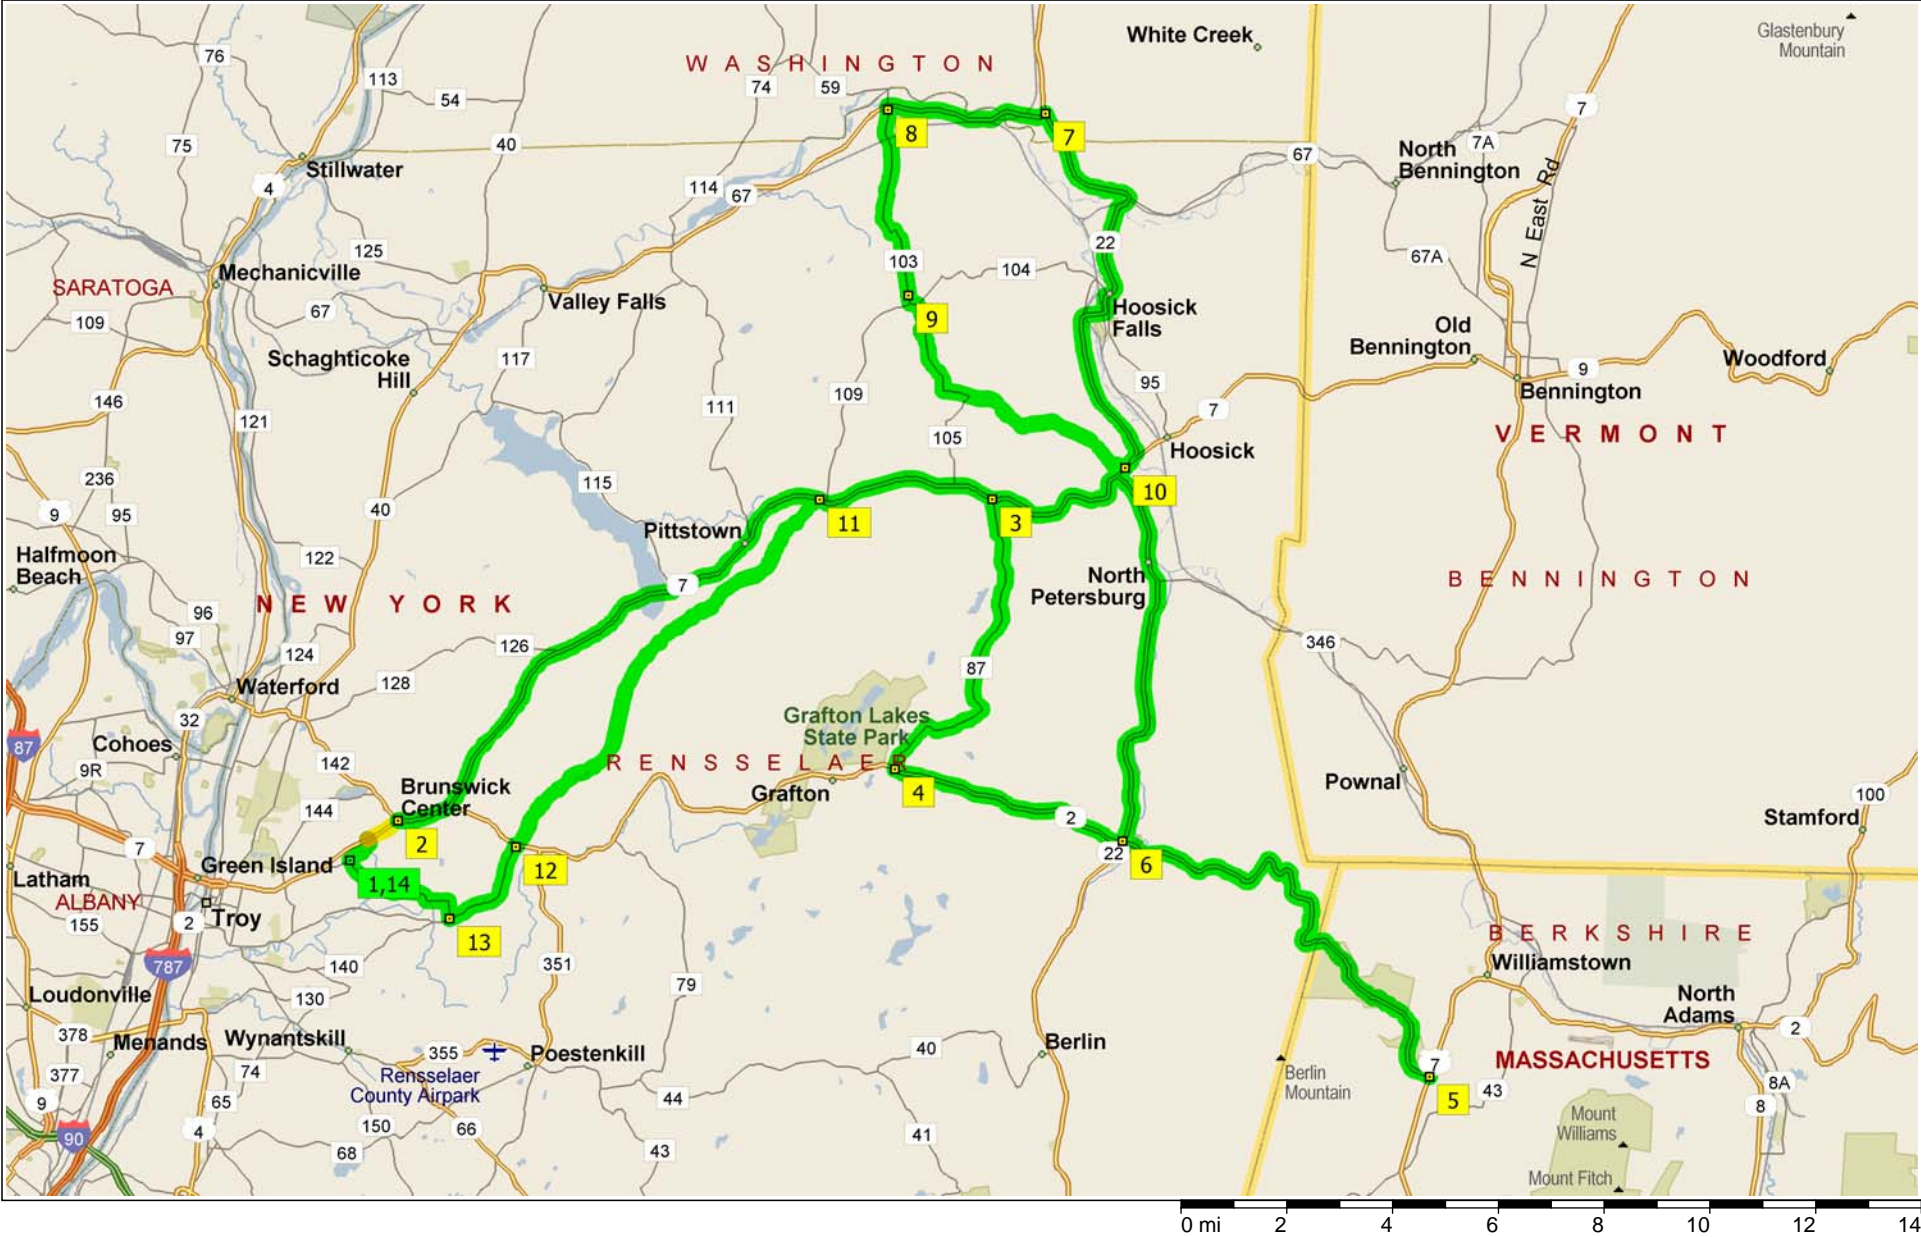 White Creek
Glastenbury
Mountain
76
WASHINGTON
113
74
59
54
7
8
7
75
40
7A
Stillwater
67
North
Bennington
4
114
67
N East Rd
125
22
103
104
67A
Mechanicville
SARATOGA
Valley Falls
67
109
9
Hoosick
Falls
Old
Bennington
Schaghticoke
Hill
117
Woodford
9
95
Bennington
146
111
109
7
121
105
VERMONT
Hoosick
236
115
10
9
95
40
11
3
Pittstown
Halfmoon
Beach
122
7
North
Petersburg
BENNINGTON
NEW YORK
96
97
126
346
124
87
128
Waterford
32
Grafton Lakes
State Park
87
Cohoes
9R
142
RENSSELAER
Brunswick
Center
Grafton
4
Pownal
100
144
2
Stamford
7
2
22
6
Green Island
12
Latham
1,14
ALBANY
155
2
Troy
13
BERKSHIRE
787
140
351
Williamstown
79
Loudonville
130
North
Adams
378
Menands
Wynantskill
355
Poestenkill
40
Berlin
2
MASSACHUSETTS
377
74
Rensselaer
County Airpark
Berlin
Mountain
7
43
5
8A
9
65
44
8
Mount
Williams
90
4
150
66
41
68
43
Mount Fitch
0 mi 2 4 6 8 10 12 14